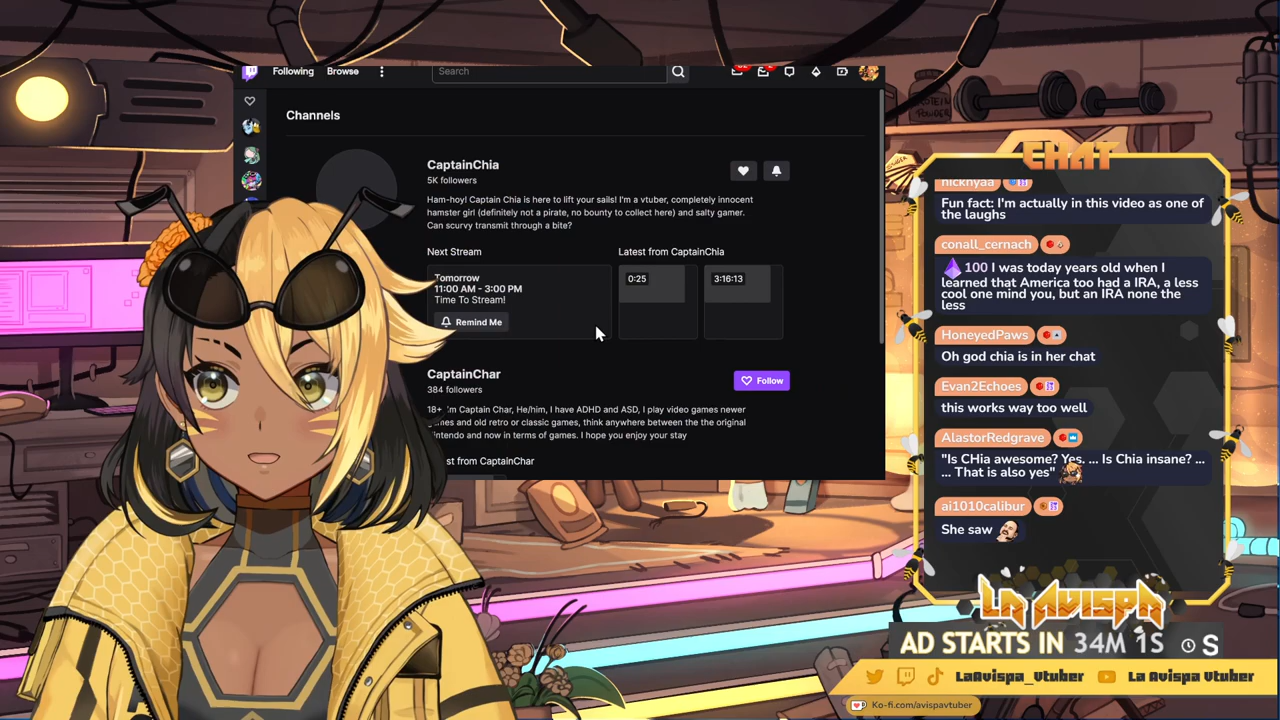 Following
Browse
Search
Channels
CaptainChia
5K followers
Ham-hoy! Captain Chia is here to lift your sails! I'm a vtuber, completely innocent
hamster girl (definitely not a pirate, no bounty to collect here) and salty gamer.
Can scurvy transmit through a bite?
Next Stream
Latest from CaptainChia
Tomorrow
11:00 AM - 3:00 PM
Time To Stream!
Remind Me
0:25
3:16:13
CaptainChar
384 followers
Follow
18+ I'm Captain Char, He/him, I have ADHD and ASD, I play video games newer
and old retro or classic games, think anywhere between the the original
and now in terms of games. I hope you enjoy your stay
from CaptainChar
PROTEIN
POWDER
CHAT
nicknyaa
Fun fact: I'm actually in this video as one of
the laughs
conall_cernach
100 I was today years old when I
learned that America too had a IRA, a less
cool one mind you, but an IRA none the
less
HoneyedPaws
Oh god chia is in her chat
Evan2Echoes
this works way too well
AlastorRedgrave
"Is CHia awesome? Yes. ... Is Chia insane? ...
... That is also yes"
ai1010calibur
She saw
LA AVISPA
AD STARTS IN 34M 1S
S
LaAvispa_Vtuber
La Avispa Vtuber
Ko-fi.com/avispavtuber